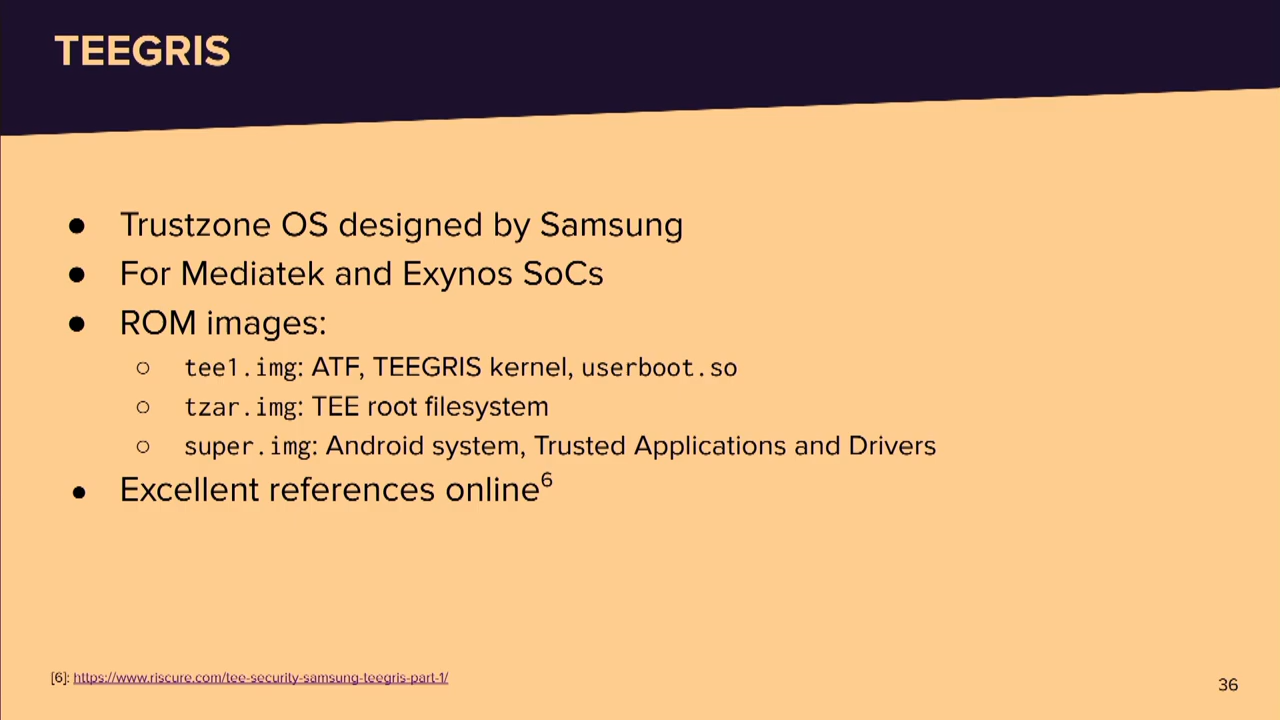 TEEGRIS
● Trustzone OS designed by Samsung
● For Mediatek and Exynos SoCs
● ROM images:
○ tee1.img: ATF, TEEGRIS kernel, userboot.so
○ tzar.img: TEE root filesystem
○ super.img: Android system, Trusted Applications and Drivers
● Excellent references online⁶
[6]: https://www.riscure.com/tee-security-samsung-teegris-part-1/
36